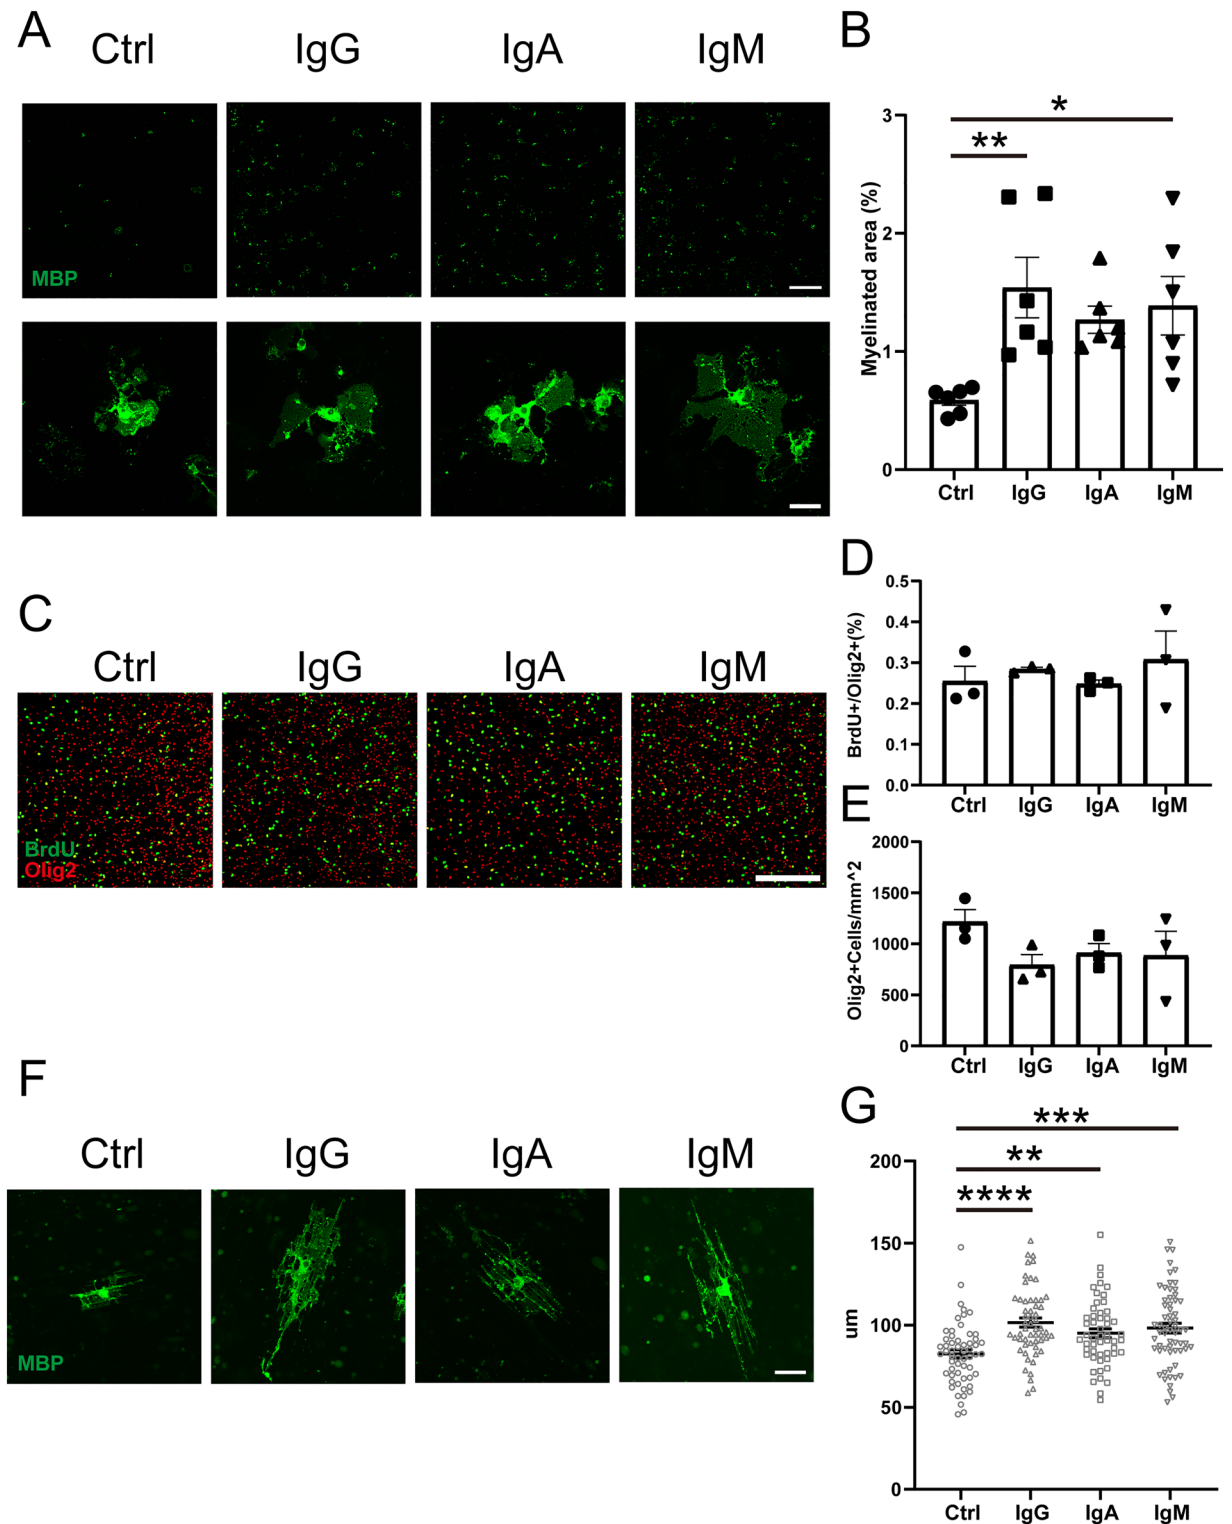 A
Ctrl IgG IgA IgM
MBP
B
Myelinated area (%)
3
2
1
0
*
**
Ctrl IgG IgA IgM
C
Ctrl IgG IgA IgM
BrdU
Olig2
D
BrdU+/Olig2+(%)
0.5
0.4
0.3
0.2
0.1
0.0
Ctrl IgG IgA IgM
E
Olig2+Cells/mm^2
2000
1500
1000
500
0
Ctrl IgG IgA IgM
F
Ctrl IgG IgA IgM
MBP
G
um
200
150
100
50
0
***
**
****
Ctrl IgG IgA IgM